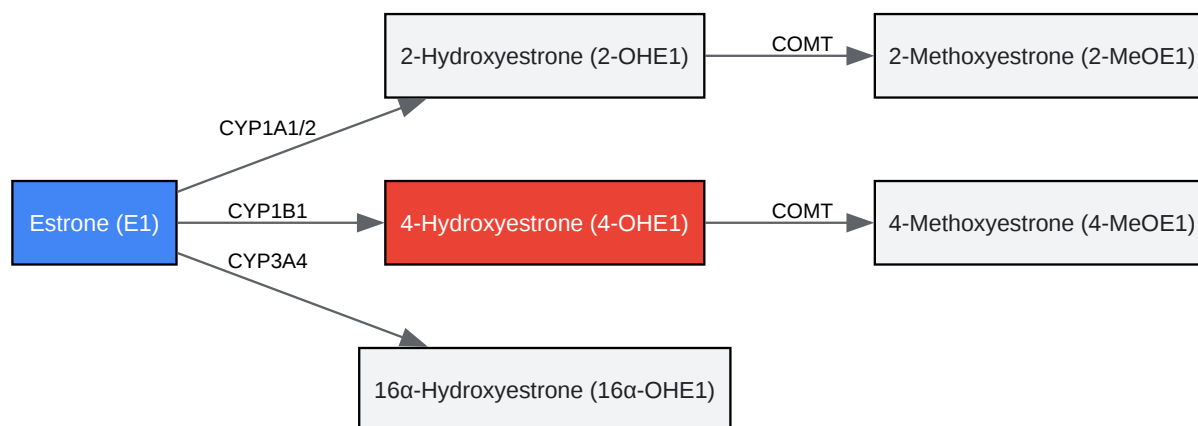 2-Hydroxyestrone (2-OHE1)
COMT
2-Methoxyestrone (2-MeOE1)
CYP1A1/2
Estrone (E1)
CYP1B1
4-Hydroxyestrone (4-OHE1)
COMT
4-Methoxyestrone (4-MeOE1)
CYP3A4
16α-Hydroxyestrone (16α-OHE1)